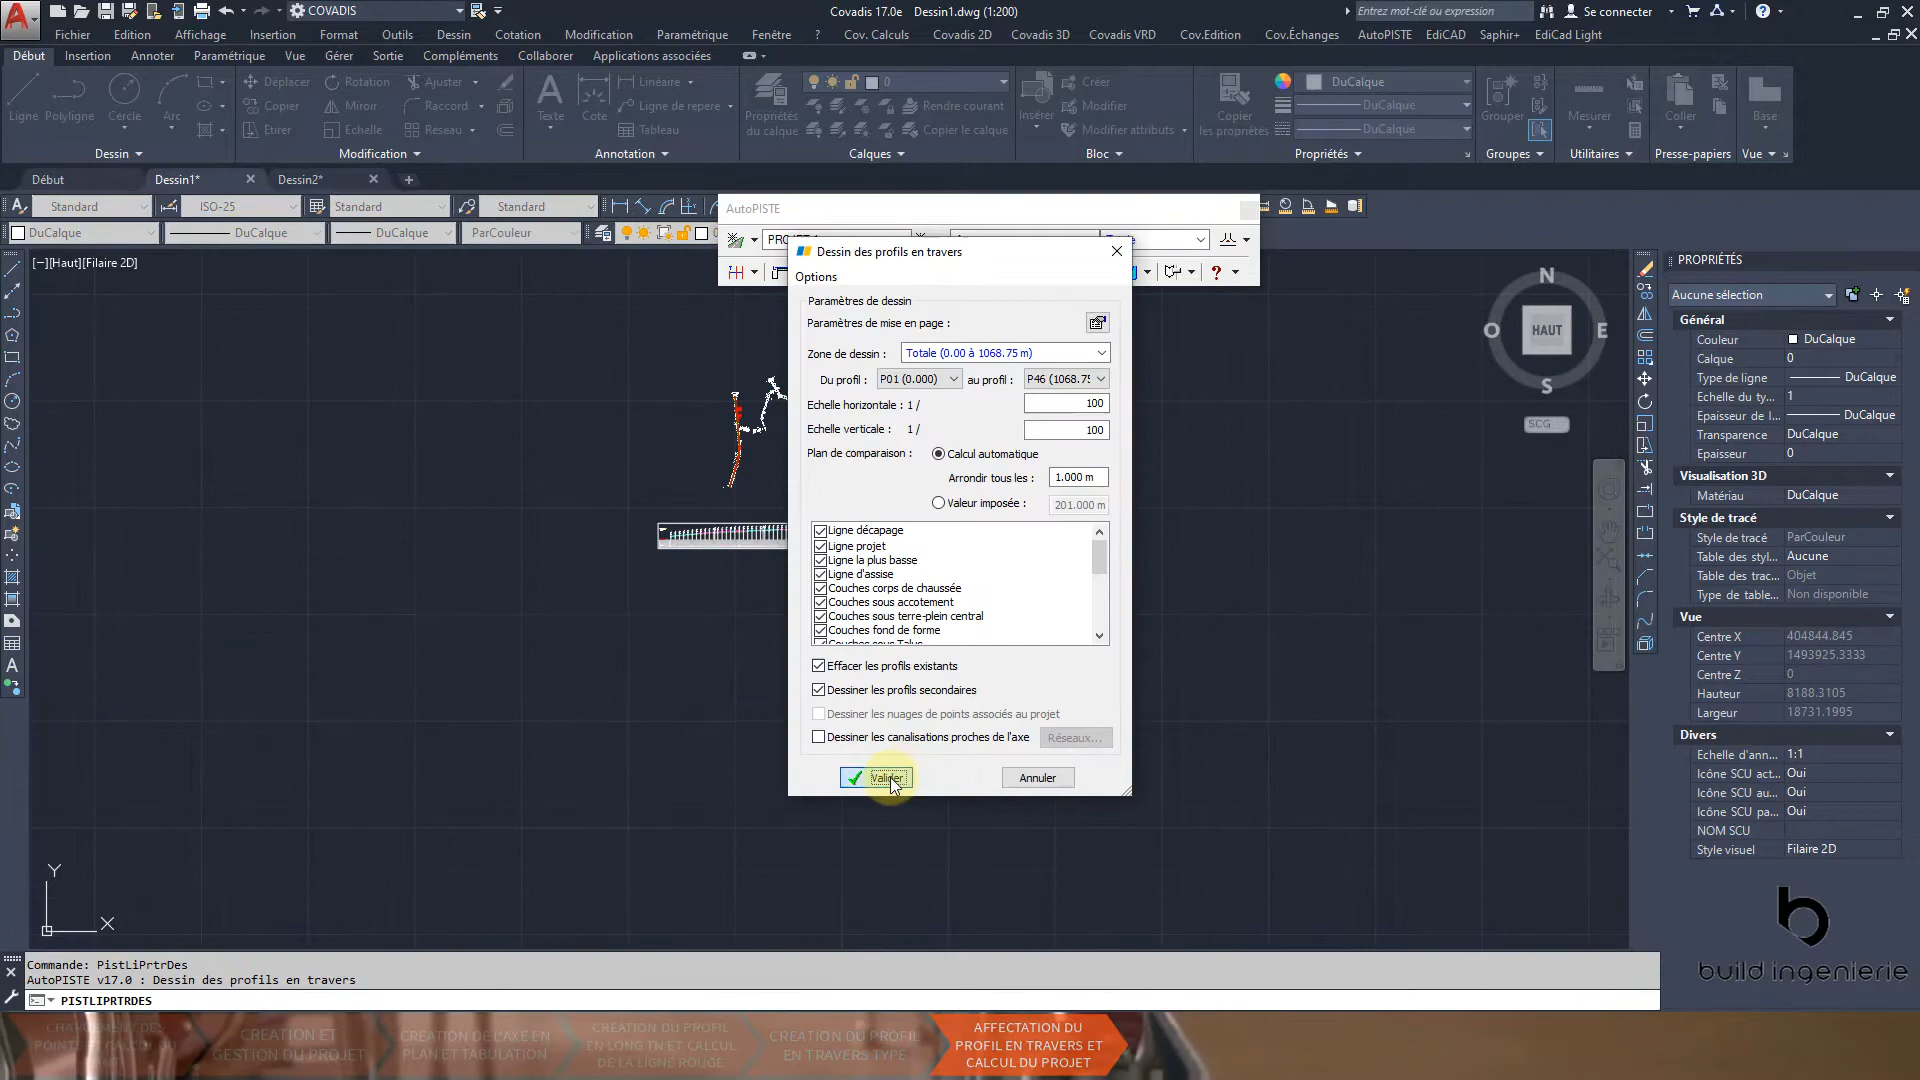 COVADIS
Covadis 17.0e Dessin1.dwg (1:200)
Entrez mot-clé ou expression
Se connecter
Fichier Edition Affichage Insertion Format Outils Dessin Cotation Modification Paramétrique Fenêtre ? Cov. Calculs Covadis 2D Covadis 3D Covadis VRD Cov.Edition Cov.Échanges AutoPISTE EdiCAD Saphir+ EdiCad Light
Début Insertion Annoter Paramétrique Vue Gérer Sortie Compléments Collaborer Applications associées
Ligne Polyligne Cercle Arc
Déplacer Rotation Ajuster
Copier Miroir Raccord
Etirer Echelle Réseau
Texte Cote
Linéaire
Ligne de repere
Tableau
Propriétés du calque
0
Rendre courant
Copier le calque
Insérer
Créer
Modifier
Modifier attributs
Copier les propriétés
DuCalque
DuCalque
DuCalque
Grouper Mesurer Coller Base
Dessin Modification Annotation Calques Bloc Propriétés Groupes Utilitaires Presse-papiers Vue
Début Dessin1* Dessin2*
Standard ISO-25 Standard Standard
DuCalque DuCalque DuCalque ParCouleur 0
[−][Haut][Filaire 2D]
AutoPISTE
Dessin des profils en travers
Options
Paramètres de dessin
Paramètres de mise en page :
Zone de dessin : Totale (0.00 à 1068.75 m)
Du profil : P01 (0.000) au profil : P46 (1068.75
Echelle horizontale : 1 / 100
Echelle verticale : 1 / 100
Plan de comparaison : Calcul automatique
Arrondir tous les : 1.000 m
Valeur imposée : 201.000 m
Ligne décapage
Ligne projet
Ligne la plus basse
Ligne d'assise
Couches corps de chaussée
Couches sous accotement
Couches sous terre-plein central
Couches fond de forme
Couches sous Talus
Effacer les profils existants
Dessiner les profils secondaires
Dessiner les nuages de points associés au projet
Dessiner les canalisations proches de l'axe Réseaux...
Valider Annuler
N
O HAUT E
S
SCG
PROPRIÉTÉS
Aucune sélection
Général
Couleur DuCalque
Calque 0
Type de ligne DuCalque
Echelle du ty... 1
Epaisseur de l... DuCalque
Transparence DuCalque
Epaisseur 0
Visualisation 3D
Matériau DuCalque
Style de tracé
Style de tracé ParCouleur
Table des styl... Aucune
Table des trac... Objet
Type de table... Non disponible
Vue
Centre X 404844.845
Centre Y 1493925.3333
Centre Z 0
Hauteur 8188.3105
Largeur 18731.1995
Divers
Echelle d'ann... 1:1
Icône SCU act... Oui
Icône SCU au... Oui
Icône SCU pa... Oui
NOM SCU
Style visuel Filaire 2D
Y
X
build ingenierie
Commande: PistLiPrtrDes
AutoPISTE v17.0 : Dessin des profils en travers
PISTLIPRTRDES
CREATION ET
GESTION DU PROJET
CREATION DE L'AXE EN
PLAN ET TABULATION
CREATION DU PROFIL
EN LONG TN ET CALCUL
DE LA LIGNE ROUGE
CREATION DU PROFIL
EN TRAVERS TYPE
AFFECTATION DU
PROFIL EN TRAVERS ET
CALCUL DU PROJET